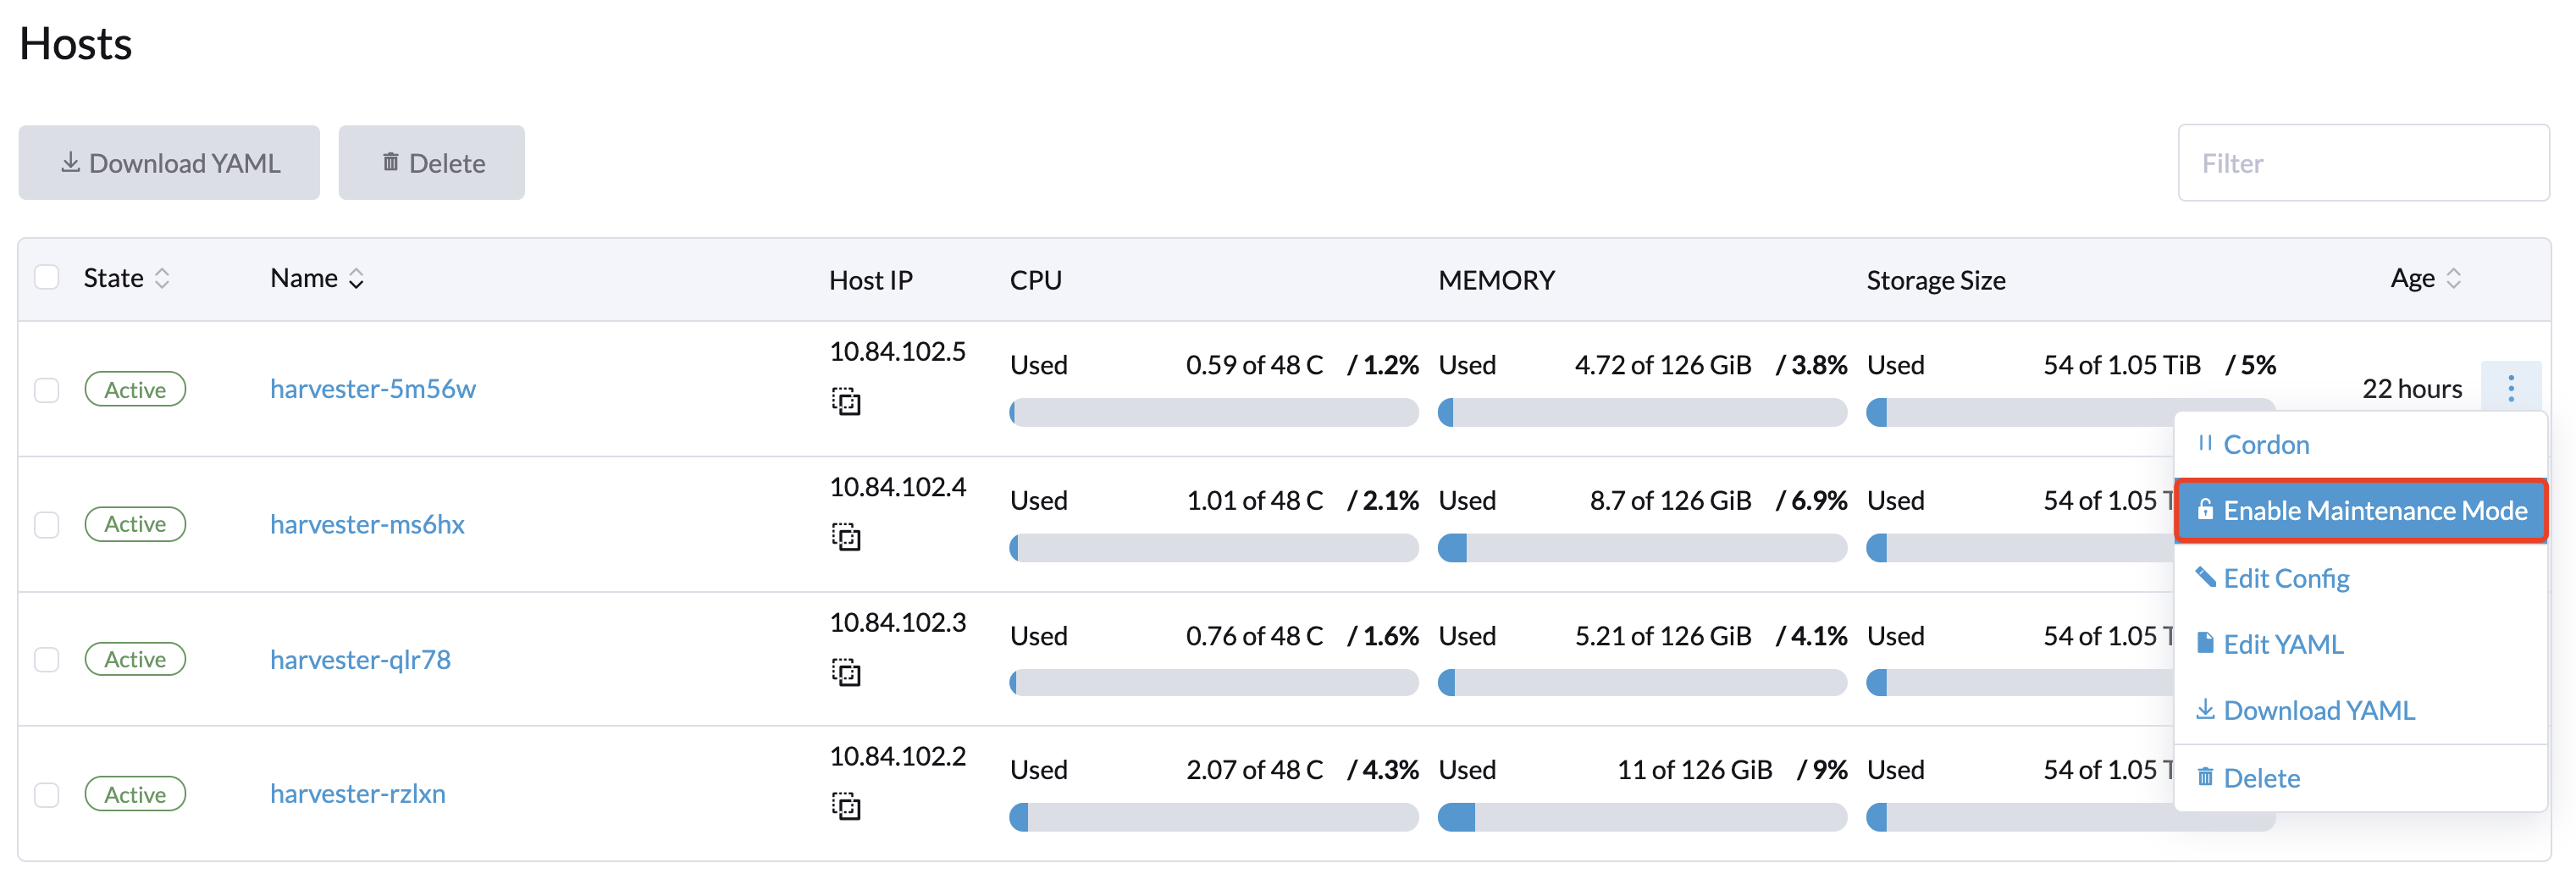 Hosts
Download YAML Delete Filter
State Name Host IP CPU MEMORY Storage Size Age
Active harvester-5m56w 10.84.102.5 Used 0.59 of 48 C / 1.2% Used 4.72 of 126 GiB / 3.8% Used 54 of 1.05 TiB / 5% 22 hours
Cordon
Active harvester-ms6hx 10.84.102.4 Used 1.01 of 48 C / 2.1% Used 8.7 of 126 GiB / 6.9% Used 54 of 1.05 T
Enable Maintenance Mode
Edit Config
Active harvester-qlr78 10.84.102.3 Used 0.76 of 48 C / 1.6% Used 5.21 of 126 GiB / 4.1% Used 54 of 1.05 T
Edit YAML
Download YAML
Active harvester-rzlxn 10.84.102.2 Used 2.07 of 48 C / 4.3% Used 11 of 126 GiB / 9% Used 54 of 1.05 T
Delete